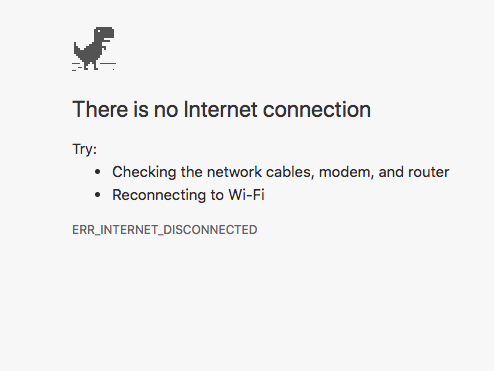 There is no Internet connection
Try:
• Checking the network cables, modem, and router
• Reconnecting to Wi-Fi
ERR_INTERNET_DISCONNECTED